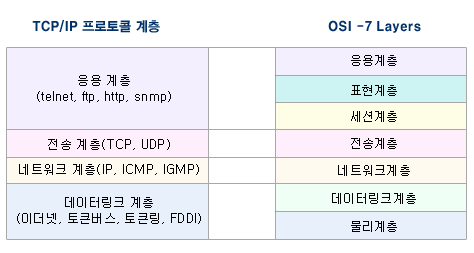 TCP/IP 프로토콜 계층
OSI -7 Layers
응용 계층
(telnet, ftp, http, snmp)
전송 계층(TCP, UDP)
네트워크 계층(IP, ICMP, IGMP)
데이터링크 계층
(이더넷, 토큰버스, 토큰링, FDDI)
응용계층
표현계층
세션계층
전송계층
네트워크계층
데이터링크계층
물리계층